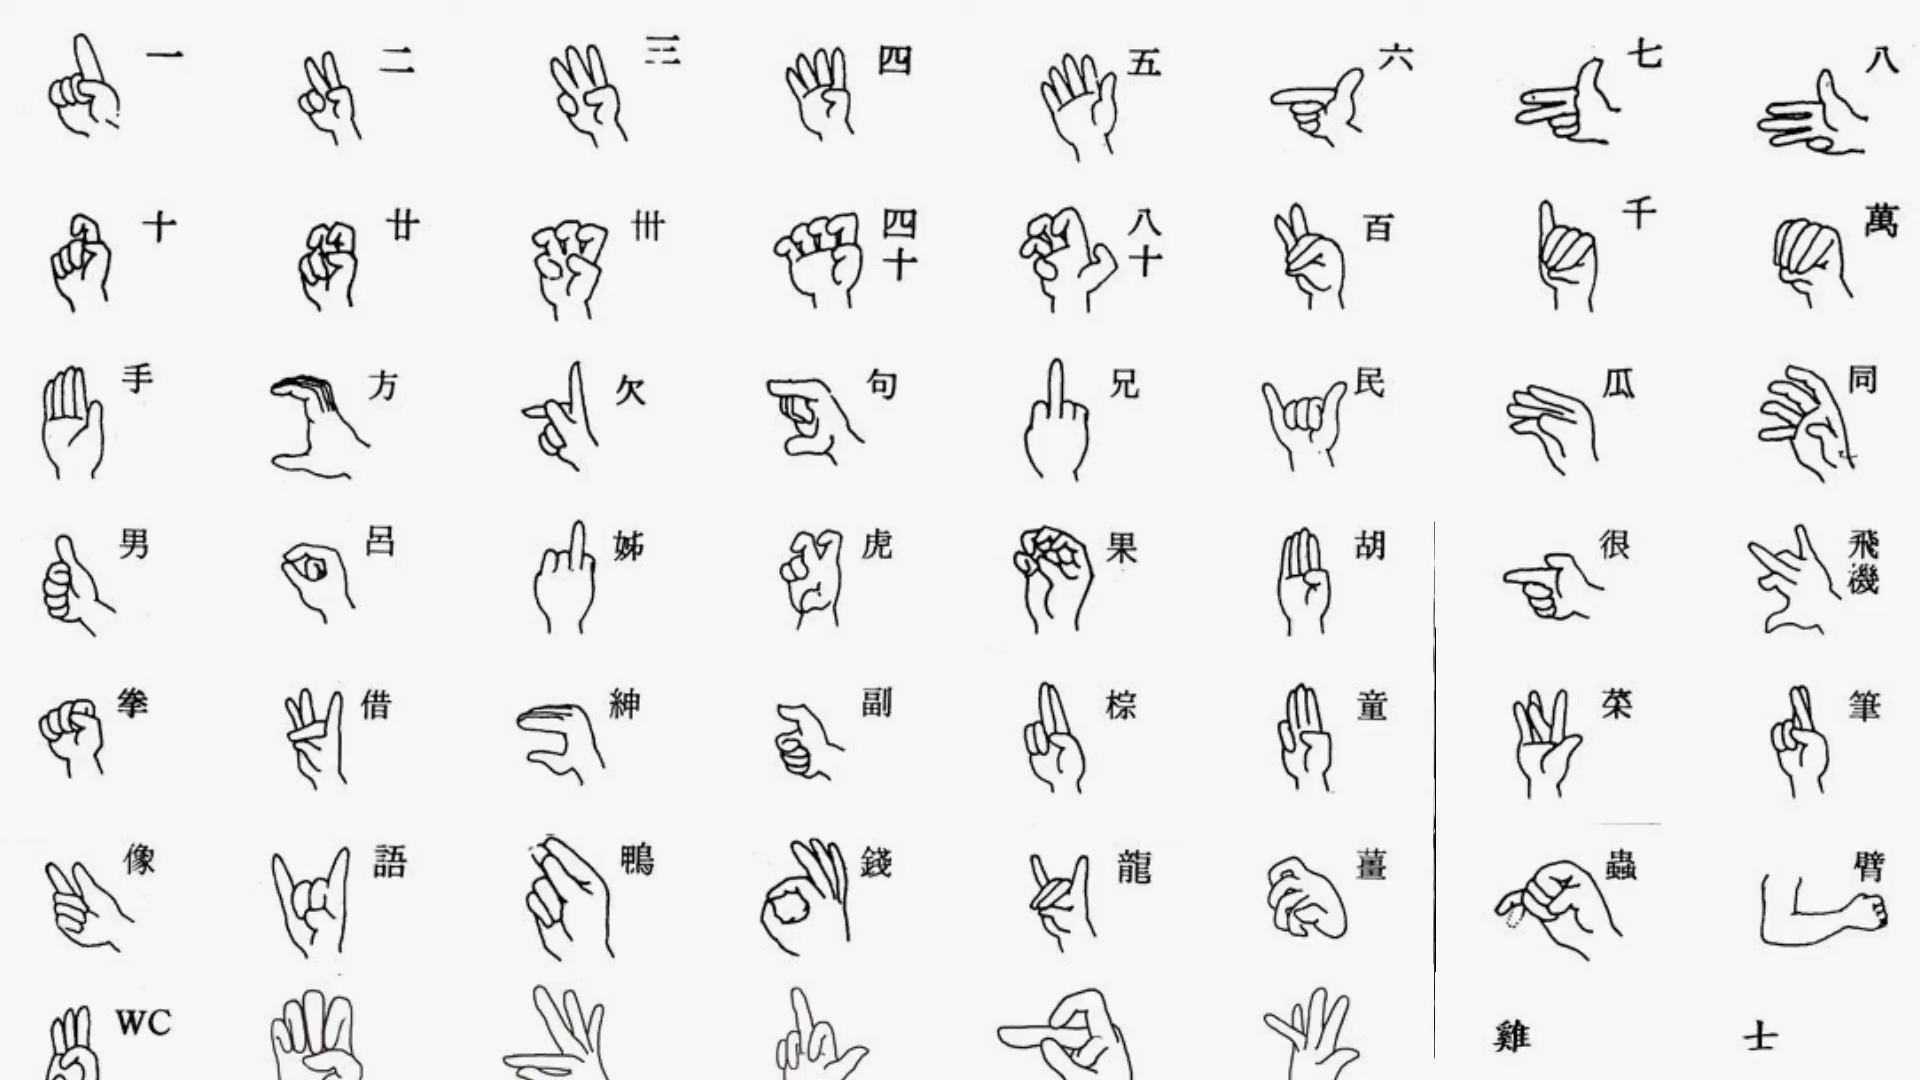 一 二 三 四 五 六 七 八
十 廿 卅 四十 八十 百 千 萬
手 方 欠 句 兄 民 瓜 同
男 呂 姊 虎 果 胡 很 飛機
拳 借 紳 副 棕 童 菜 筆
像 語 鴨 錢 龍 薑 蟲 臂
WC 雞 士